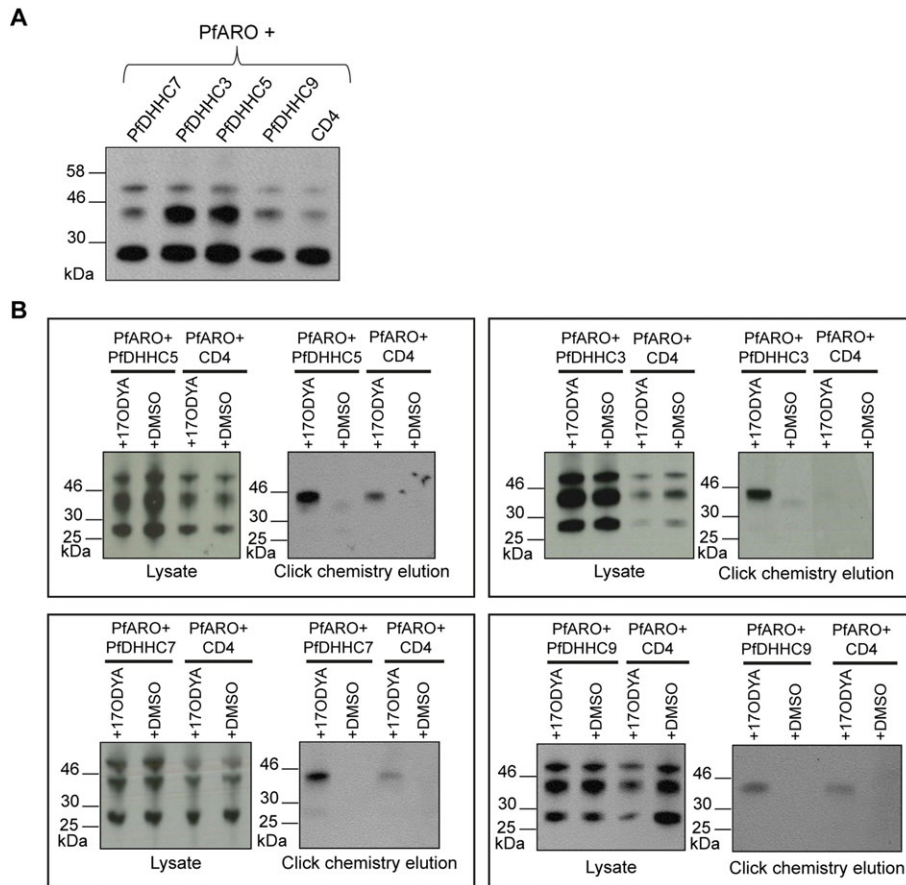 A
PfARO +
PfDHHC7 PfDHHC3 PfDHHC5 PfDHHC9 CD4
58
46
30
kDa
B
PfARO+ PfARO+
PfDHHC5 CD4
+17ODYA +DMSO +17ODYA +DMSO
46
30
25
kDa
Lysate
PfARO+ PfARO+
PfDHHC5 CD4
+17ODYA +DMSO +17ODYA +DMSO
46
30
25
kDa
Click chemistry elution
PfARO+ PfARO+
PfDHHC3 CD4
+17ODYA +DMSO +17ODYA +DMSO
46
30
25
kDa
Lysate
PfARO+ PfARO+
PfDHHC3 CD4
+17ODYA +DMSO +17ODYA +DMSO
46
30
25
kDa
Click chemistry elution
PfARO+ PfARO+
PfDHHC7 CD4
+17ODYA +DMSO +17ODYA +DMSO
46
30
25
kDa
Lysate
PfARO+ PfARO+
PfDHHC7 CD4
+17ODYA +DMSO +17ODYA +DMSO
46
30
25
kDa
Click chemistry elution
PfARO+ PfARO+
PfDHHC9 CD4
+17ODYA +DMSO +17ODYA +DMSO
46
30
25
kDa
Lysate
PfARO+ PfARO+
PfDHHC9 CD4
+17ODYA +DMSO +17ODYA +DMSO
46
30
25
kDa
Click chemistry elution